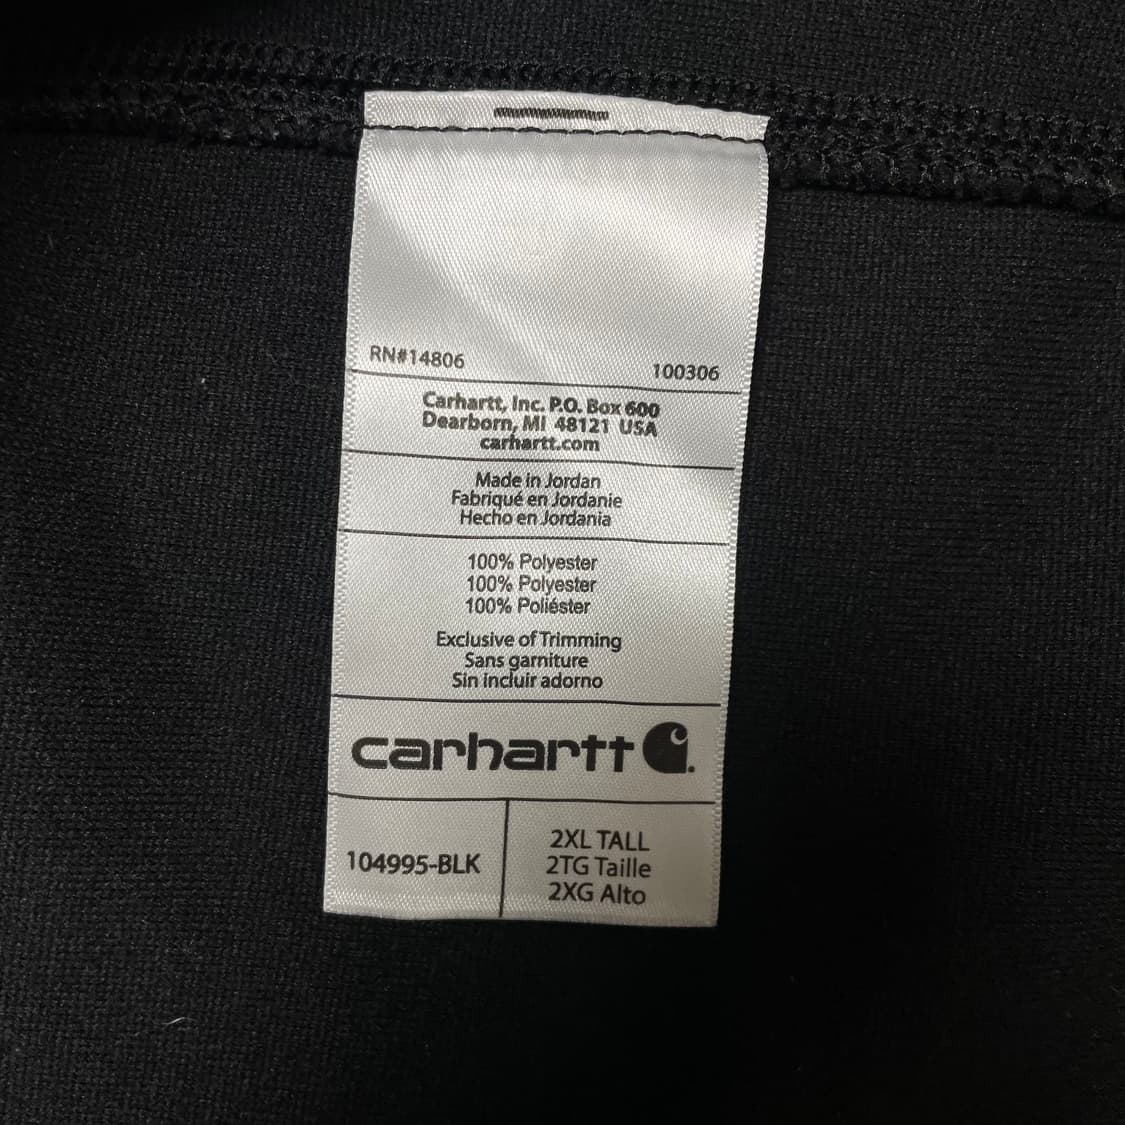 RN#14806
100306
Carhartt, Inc. P.O. Box 600
Dearborn, MI 48121 USA
carhartt.com
Made in Jordan
Fabriqué en Jordanie
Hecho en Jordania
100% Polyester
100% Polyester
100% Poliéster
Exclusive of Trimming
Sans garniture
Sin incluir adorno
carhartt
104995-BLK
2XL TALL
2TG Taille
2XG Alto